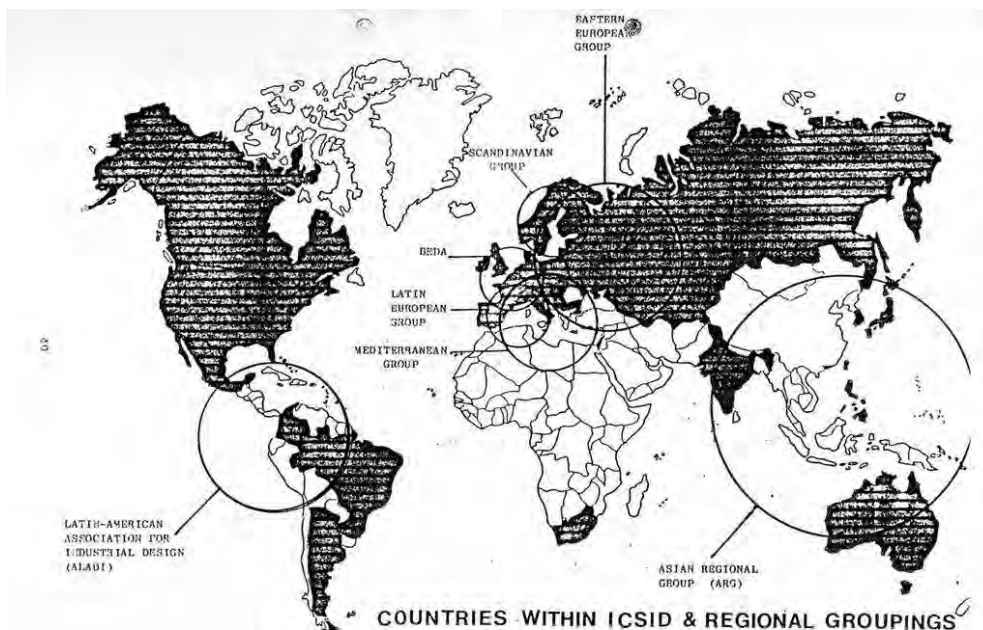 EAFTERN
EUROPEAN
GROUP
SCANDINAVIAN
GROUP
BEDA
LATIN
EUROPEAN
GROUP
MEDITERRANEAN
GROUP
LATIN-AMERICAN
ASSOCIATION FOR
INDUSTRIAL DESIGN
(ALADI)
ASIAN REGIONAL
GROUP (ARG)
COUNTRIES WITHIN ICSID & REGIONAL GROUPINGS